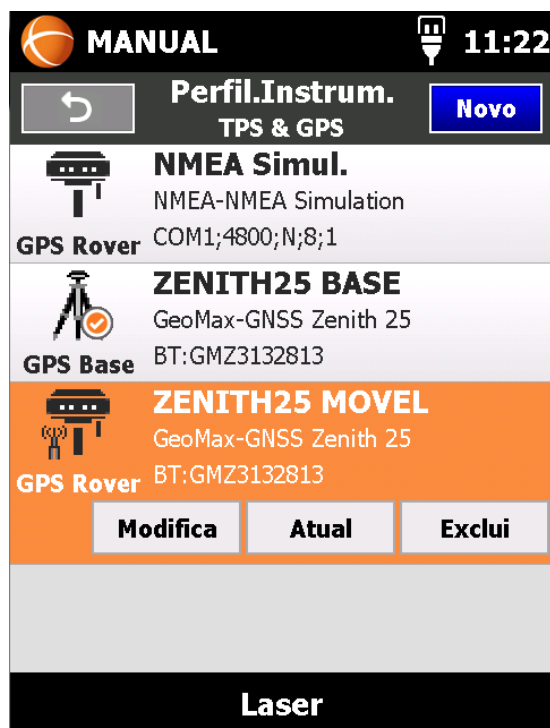 MANUAL 11:22
Perfil.Instrum.
TPS & GPS
Novo
NMEA Simul.
NMEA-NMEA Simulation
COM1;4800;N;8;1
GPS Rover
ZENITH25 BASE
GeoMax-GNSS Zenith 25
BT:GMZ3132813
GPS Base
ZENITH25 MOVEL
GeoMax-GNSS Zenith 25
BT:GMZ3132813
GPS Rover
Modifica Atual Exclui
Laser